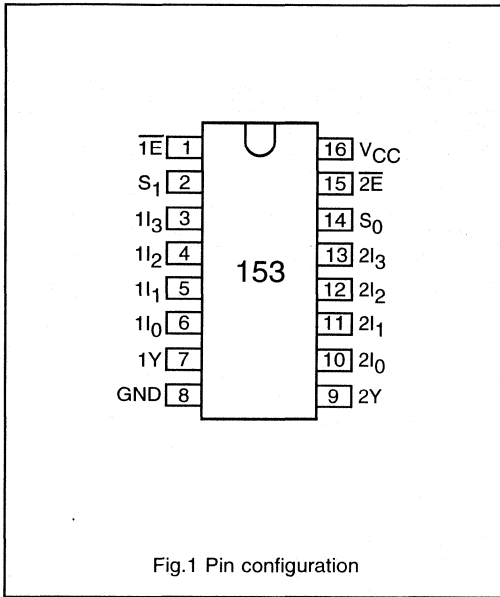 1E 1 16 VCC
S1 2 15 2E
1I3 3 14 S0
1I2 4 13 2I3
153
1I1 5 12 2I2
1I0 6 11 2I1
1Y 7 10 2I0
GND 8 9 2Y
Fig.1 Pin configuration